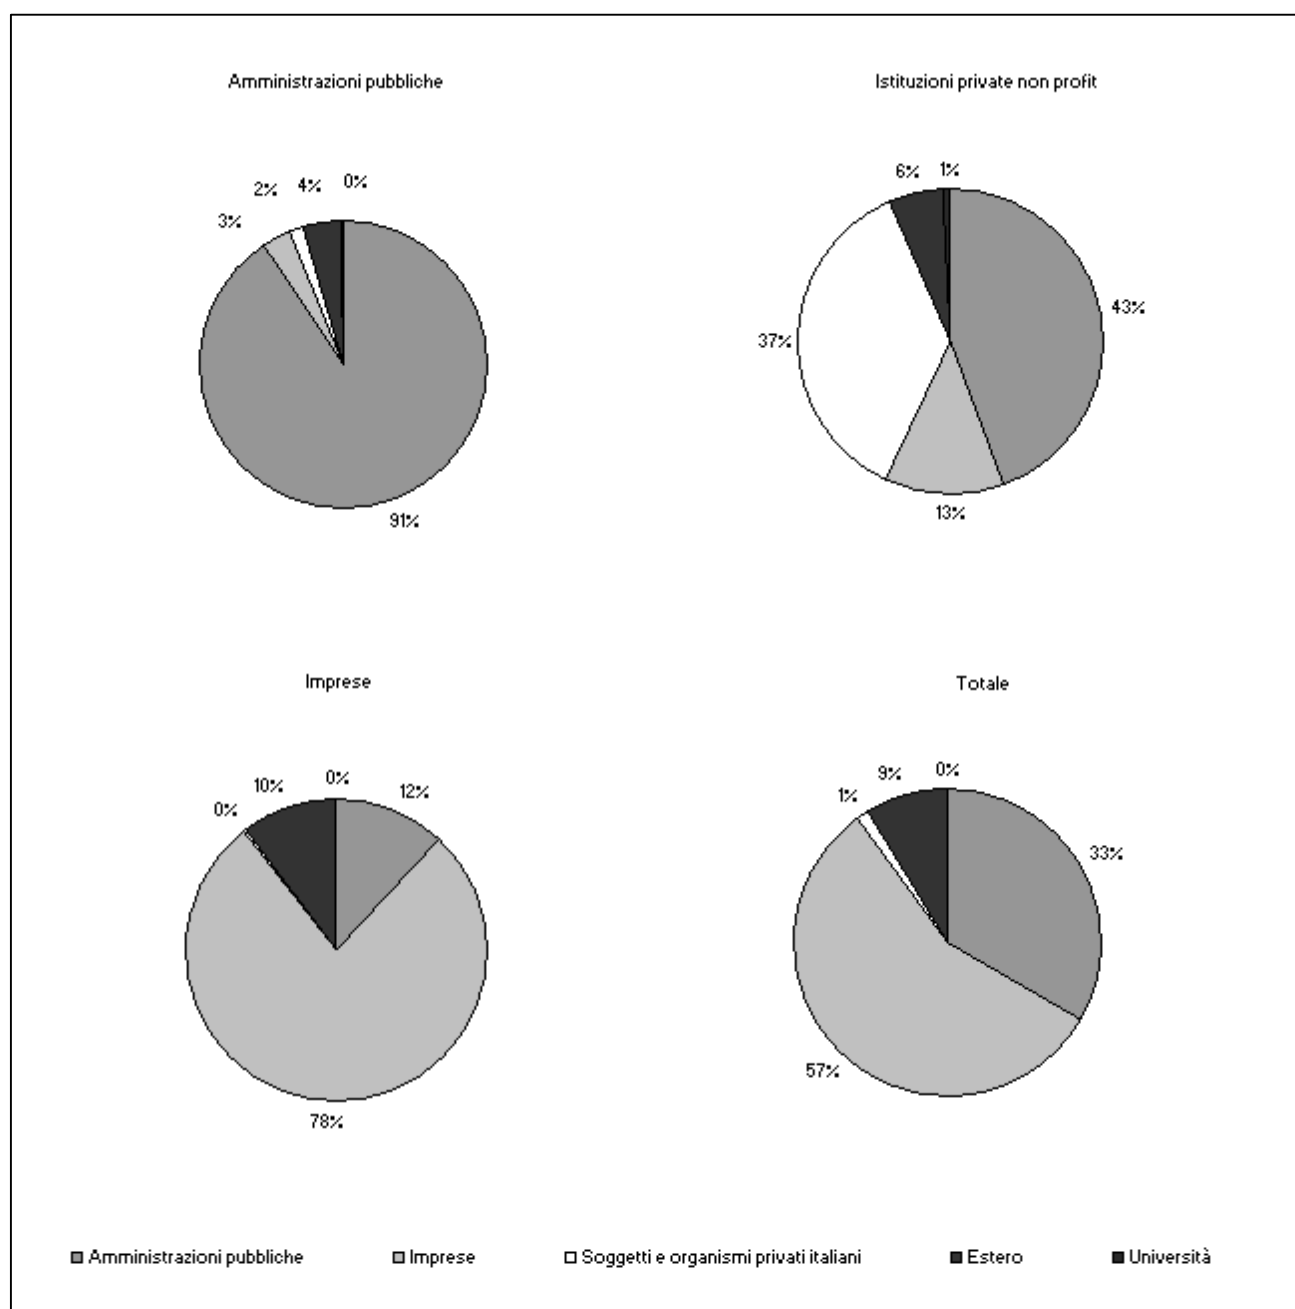 Amministrazioni pubbliche
Istituzioni private non profit
2% 4% 0%
3%
91%
6% 1%
43%
37%
13%
Imprese
Totale
0%
10%
0%
12%
78%
1%
9%
0%
33%
57%
Amministrazioni pubbliche Imprese Soggetti e organismi privati italiani Estero Università